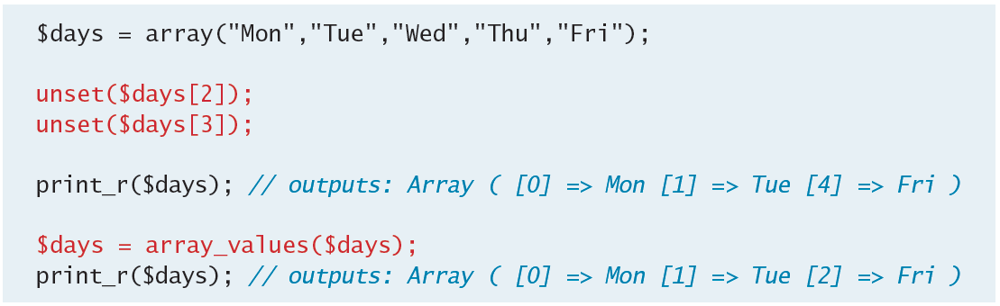 $days = array("Mon","Tue","Wed","Thu","Fri");
unset($days[2]);
unset($days[3]);
print_r($days); // outputs: Array ( [0] => Mon [1] => Tue [4] => Fri )
$days = array_values($days);
print_r($days); // outputs: Array ( [0] => Mon [1] => Tue [2] => Fri )